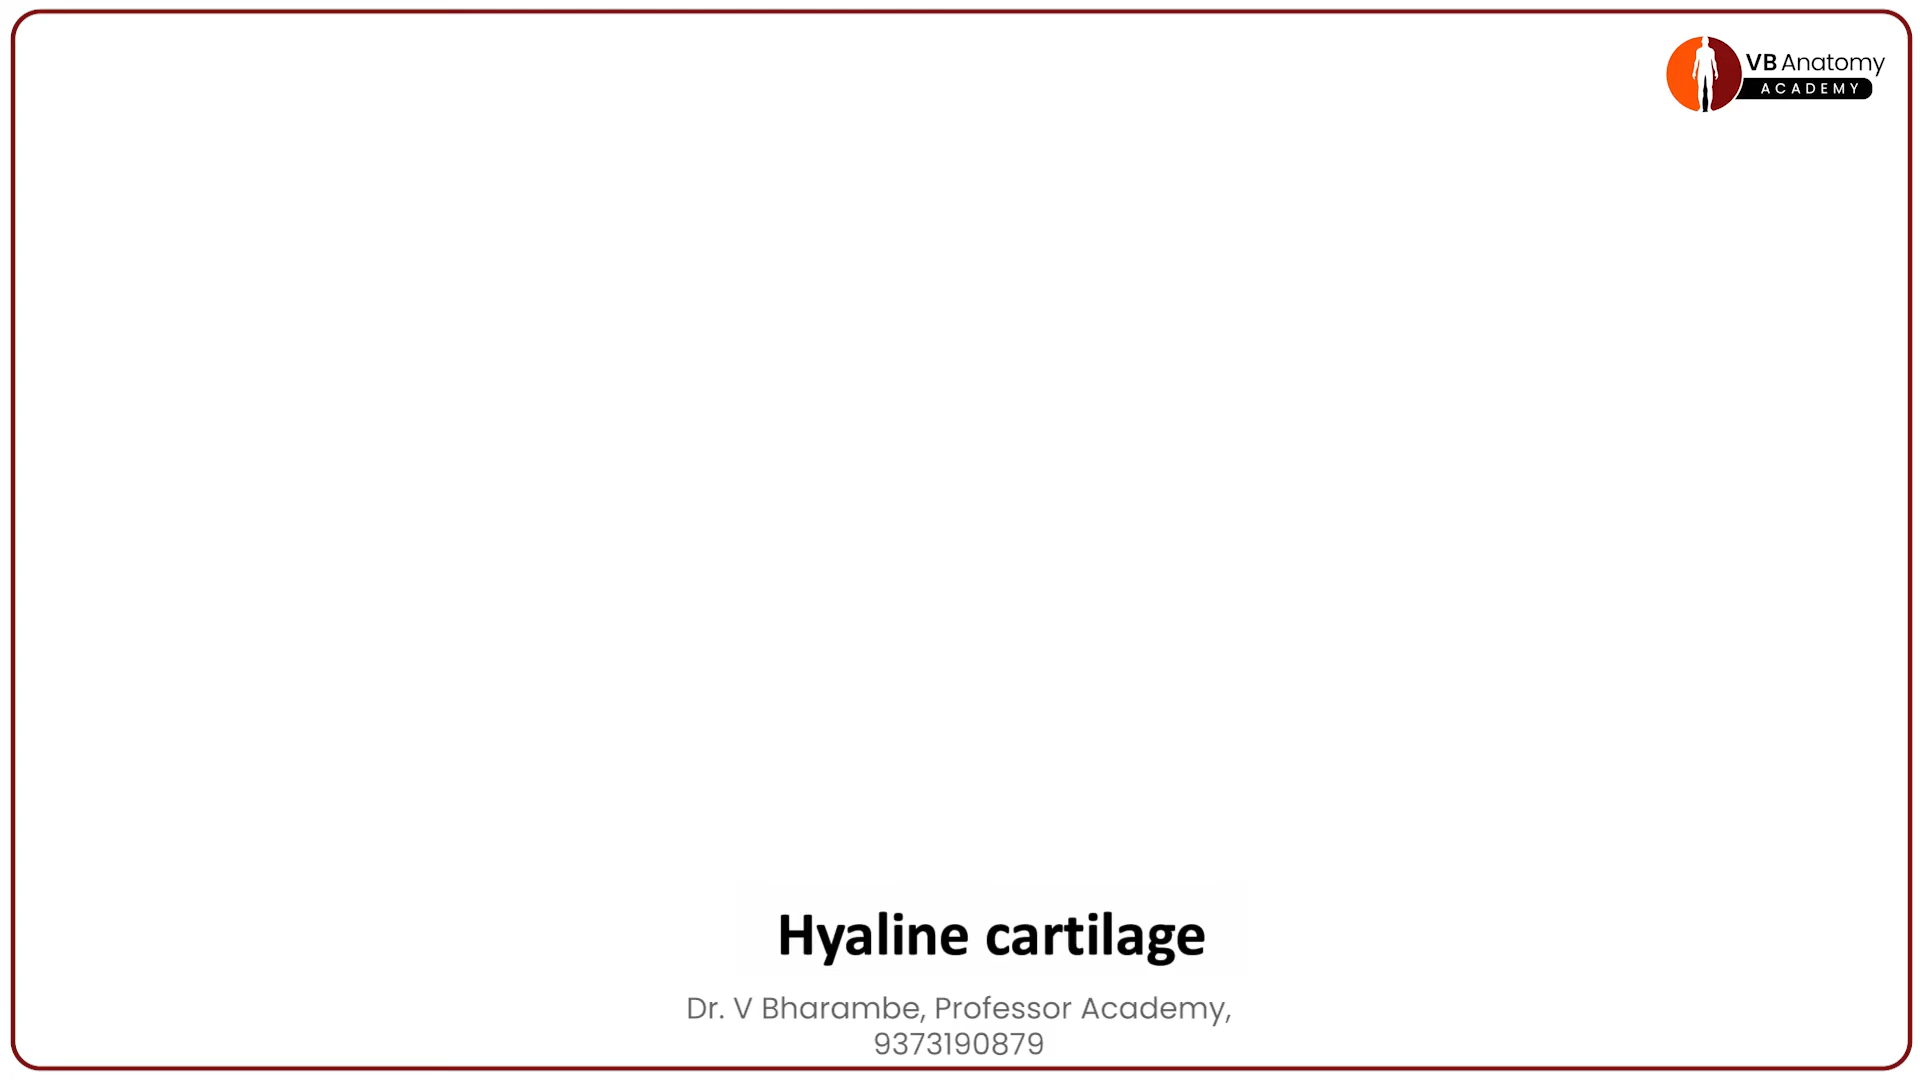 VB Anatomy
ACADEMY
Hyaline cartilage
Dr. V Bharambe, Professor Academy,
9373190879